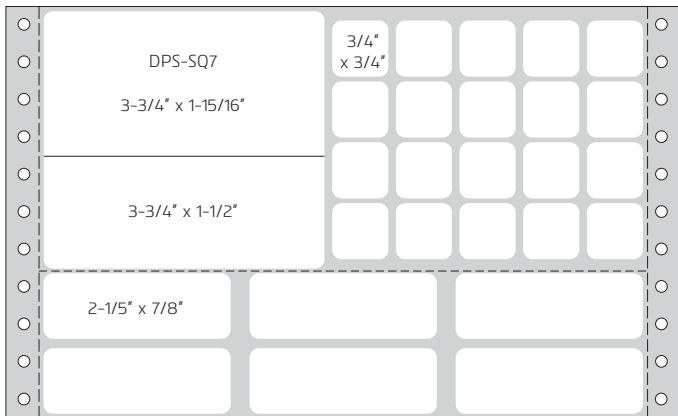 DPS-SQ7
3-3/4" x 1-15/16"
3/4"
x 3/4"
3-3/4" x 1-1/2"
2-1/5" x 7/8"